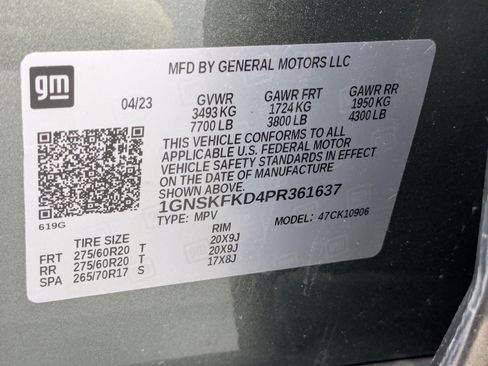 gm
MFD BY GENERAL MOTORS LLC
04/23 GVWR GAWR FRT GAWR RR
3493 KG 1724 KG 1950 KG
7700 LB 3800 LB 4300 LB
THIS VEHICLE CONFORMS TO ALL
APPLICABLE U.S. FEDERAL MOTOR
VEHICLE SAFETY STANDARDS IN EFFECT
ON THE DATE OF MANUFACTURE
SHOWN ABOVE.
1GNSKFKD4PR361637
619G
TYPE: MPV MODEL: 47CK10906
TIRE SIZE RIM
FRT 275/60R20 T 20X9J
RR 275/60R20 T 20X9J
SPA 265/70R17 S 17X8J